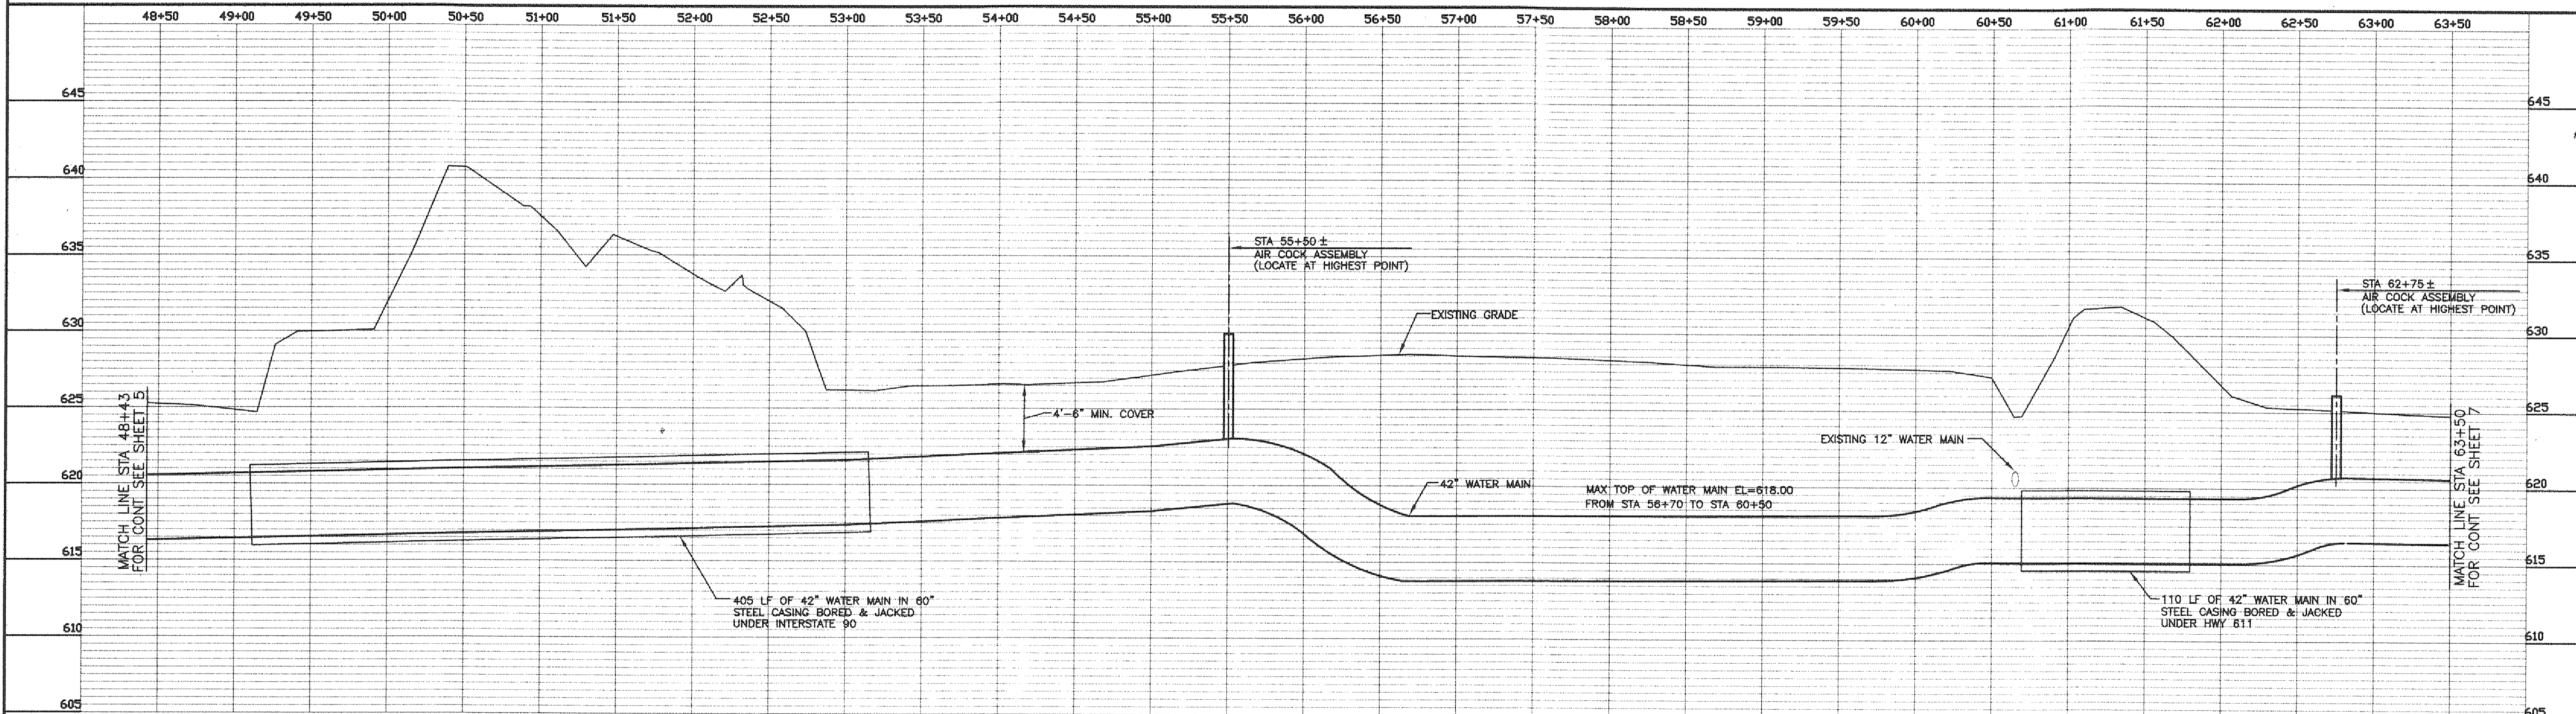 48+50 49+00 49+50 50+00 50+50 51+00 51+50 52+00 52+50 53+00 53+50 54+00 54+50 55+00 55+50 56+00 56+50 57+00 57+50 58+00 58+50 59+00 59+50 60+00 60+50 61+00 61+50 62+00 62+50 63+00 63+50
645
645
640
640
635
635
STA 55+50 ±
AIR COCK ASSEMBLY
(LOCATE AT HIGHEST POINT)
STA 62+75 ±
AIR COCK ASSEMBLY
(LOCATE AT HIGHEST POINT)
630
630
EXISTING GRADE
625
625
MATCH LINE STA 48+43
FOR CONT SEE SHEET 5
4'-6" MIN. COVER
EXISTING 12" WATER MAIN
MATCH LINE STA 63+50
FOR CONT SEE SHEET 7
620
620
42" WATER MAIN
MAX TOP OF WATER MAIN EL=618.00
FROM STA 56+70 TO STA 60+50
615
615
405 LF OF 42" WATER MAIN IN 60"
STEEL CASING BORED & JACKED
UNDER INTERSTATE 90
110 LF OF 42" WATER MAIN IN 60"
STEEL CASING BORED & JACKED
UNDER HWY 611
610
610
605
605